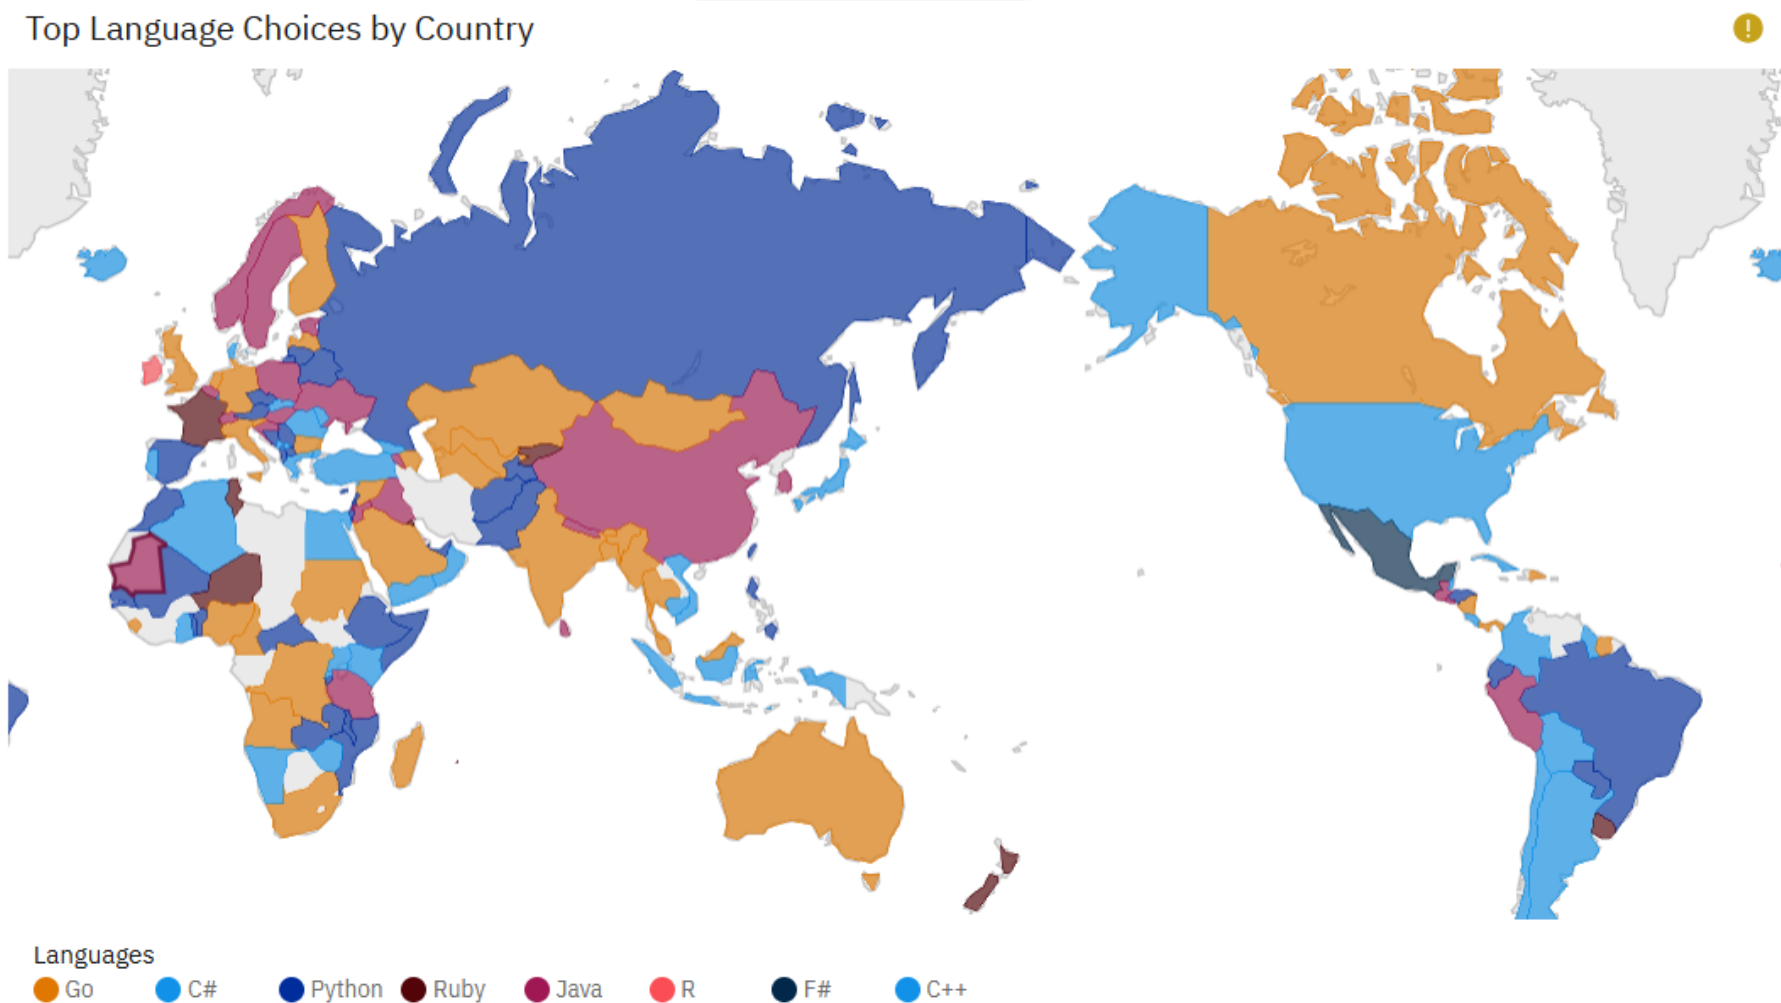 Top Language Choices by Country
!
Languages
Go C# Python Ruby Java R F# C++